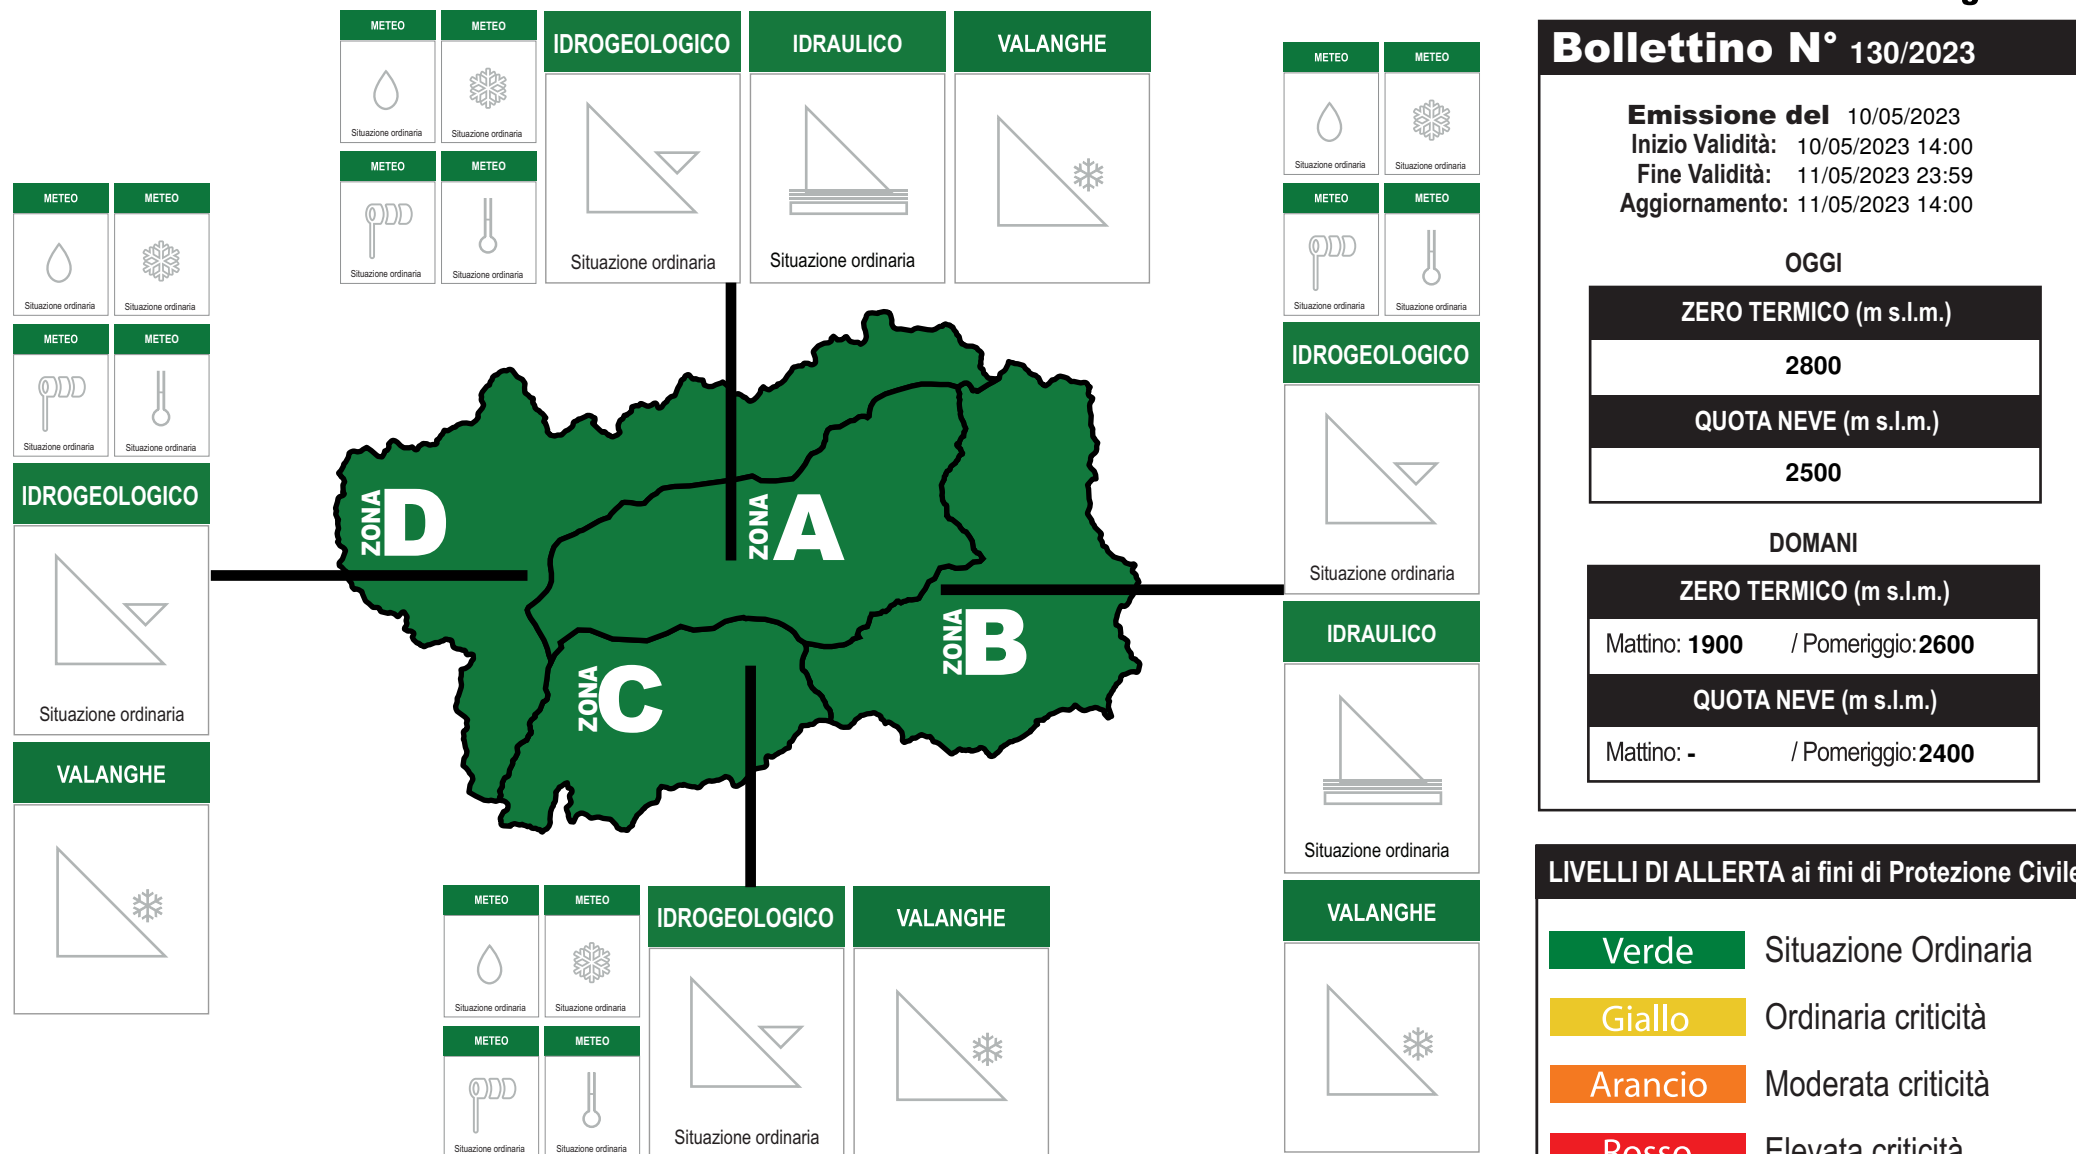 METEO
METEO
Situazione ordinaria
Situazione ordinaria
METEO
METEO
Situazione ordinaria
Situazione ordinaria
IDROGEOLOGICO
Situazione ordinaria
IDRAULICO
Situazione ordinaria
VALANGHE
METEO
METEO
Situazione ordinaria
Situazione ordinaria
METEO
METEO
Situazione ordinaria
Situazione ordinaria
IDROGEOLOGICO
Situazione ordinaria
VALANGHE
ZONA D
ZONA A
ZONA B
ZONA C
METEO
METEO
Situazione ordinaria
Situazione ordinaria
METEO
METEO
Situazione ordinaria
Situazione ordinaria
IDROGEOLOGICO
Situazione ordinaria
IDRAULICO
Situazione ordinaria
VALANGHE
METEO
METEO
Situazione ordinaria
Situazione ordinaria
METEO
METEO
Situazione ordinaria
Situazione ordinaria
IDROGEOLOGICO
Situazione ordinaria
VALANGHE
Bollettino N° 130/2023
Emissione del 10/05/2023
Inizio Validità: 10/05/2023 14:00
Fine Validità: 11/05/2023 23:59
Aggiornamento: 11/05/2023 14:00
OGGI
ZERO TERMICO (m s.l.m.)
2800
QUOTA NEVE (m s.l.m.)
2500
DOMANI
ZERO TERMICO (m s.l.m.)
Mattino: 1900 / Pomeriggio: 2600
QUOTA NEVE (m s.l.m.)
Mattino: - / Pomeriggio: 2400
LIVELLI DI ALLERTA ai fini di Protezione Civile
Verde Situazione Ordinaria
Giallo Ordinaria criticità
Arancio Moderata criticità
Rosso Elevata criticità